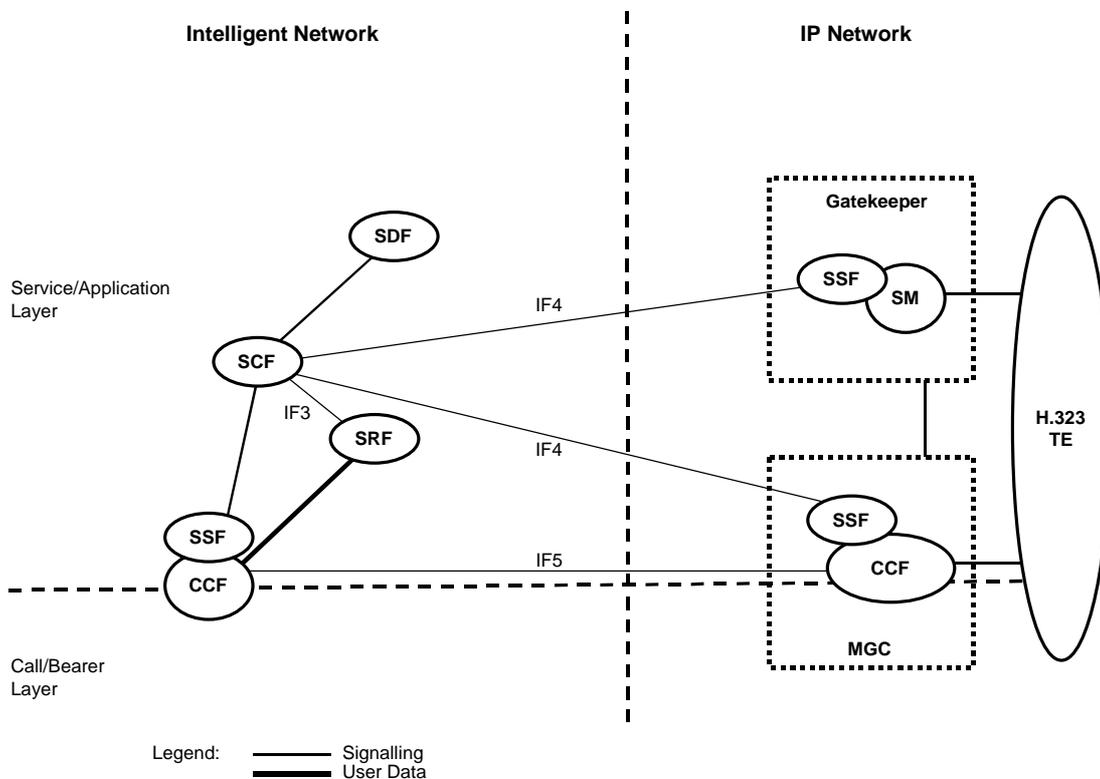 Intelligent Network
IP Network
Gatekeeper
SDF
SSF
SM
Service/Application
Layer
IF4
SCF
IF3
SRF
H.323
TE
IF4
SSF
SSF
IF5
CCF
CCF
MGC
Call/Bearer
Layer
Legend:
Signalling
User Data